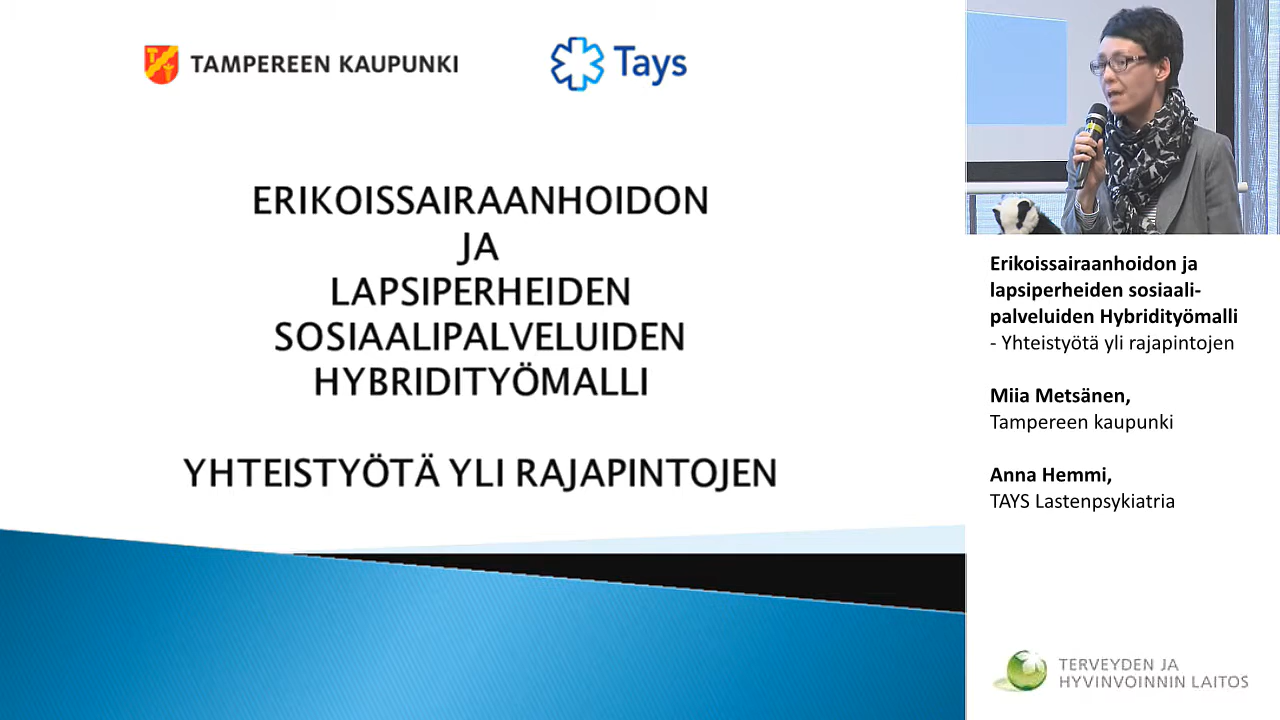 TAMPEREEN KAUPUNKI
Tays
ERIKOISSAIRAANHOIDON
JA
LAPSIPERHEIDEN
SOSIAALIPALVELUIDEN
HYBRIDITYÖMALLI
YHTEISTYÖTÄ YLI RAJAPINTOJEN
Erikoissairaanhoidon ja
lapsiperheiden sosiaali-
palveluiden Hybridityömalli
- Yhteistyötä yli rajapintojen
Miia Metsänen,
Tampereen kaupunki
Anna Hemmi,
TAYS Lastenpsykiatria
TERVEYDEN JA
HYVINVOINNIN LAITOS